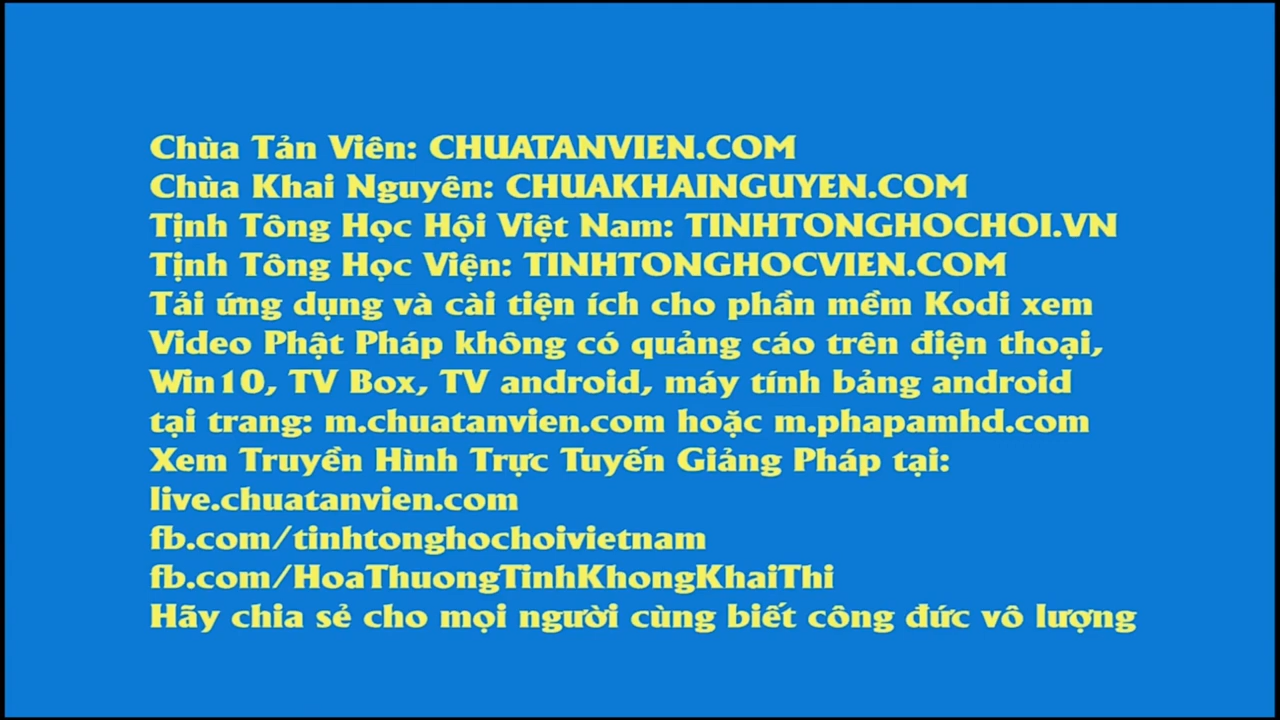 Chùa Tản Viên: CHUATANVIEN.COM
Chùa Khai Nguyên: CHUAKHAINGUYEN.COM
Tịnh Tông Học Hội Việt Nam: TINHTONGHOCHOI.VN
Tịnh Tông Học Viện: TINHTONGHOCVIEN.COM
Tải ứng dụng và cài tiện ích cho phần mềm Kodi xem
Video Phật Pháp không có quảng cáo trên điện thoại,
Win10, TV Box, TV android, máy tính bảng android
tại trang: m.chuatanvien.com hoặc m.phapamhd.com
Xem Truyền Hình Trực Tuyến Giảng Pháp tại:
live.chuatanvien.com
fb.com/tinhtonghochoivietnam
fb.com/HoaThuongTinhKhongKhaiThi
Hãy chia sẻ cho mọi người cùng biết công đức vô lượng